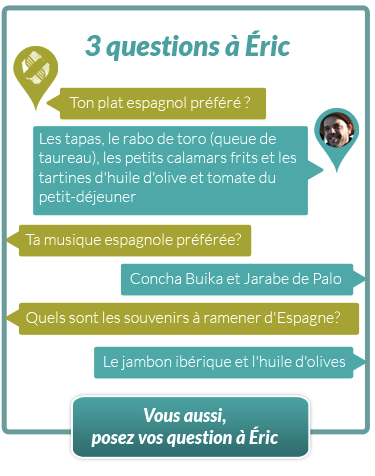 3 questions à Éric
Ton plat espagnol préféré ?
Les tapas, le rabo de toro (queue de
taureau), les petits calamars frits et les
tartines d'huile d'olive et tomate du
petit-déjeuner
Ta musique espagnole préférée?
Concha Buika et Jarabe de Palo
Quels sont les souvenirs à ramener d'Espagne?
Le jambon ibérique et l'huile d'olives
Vous aussi,
posez vos question à Éric